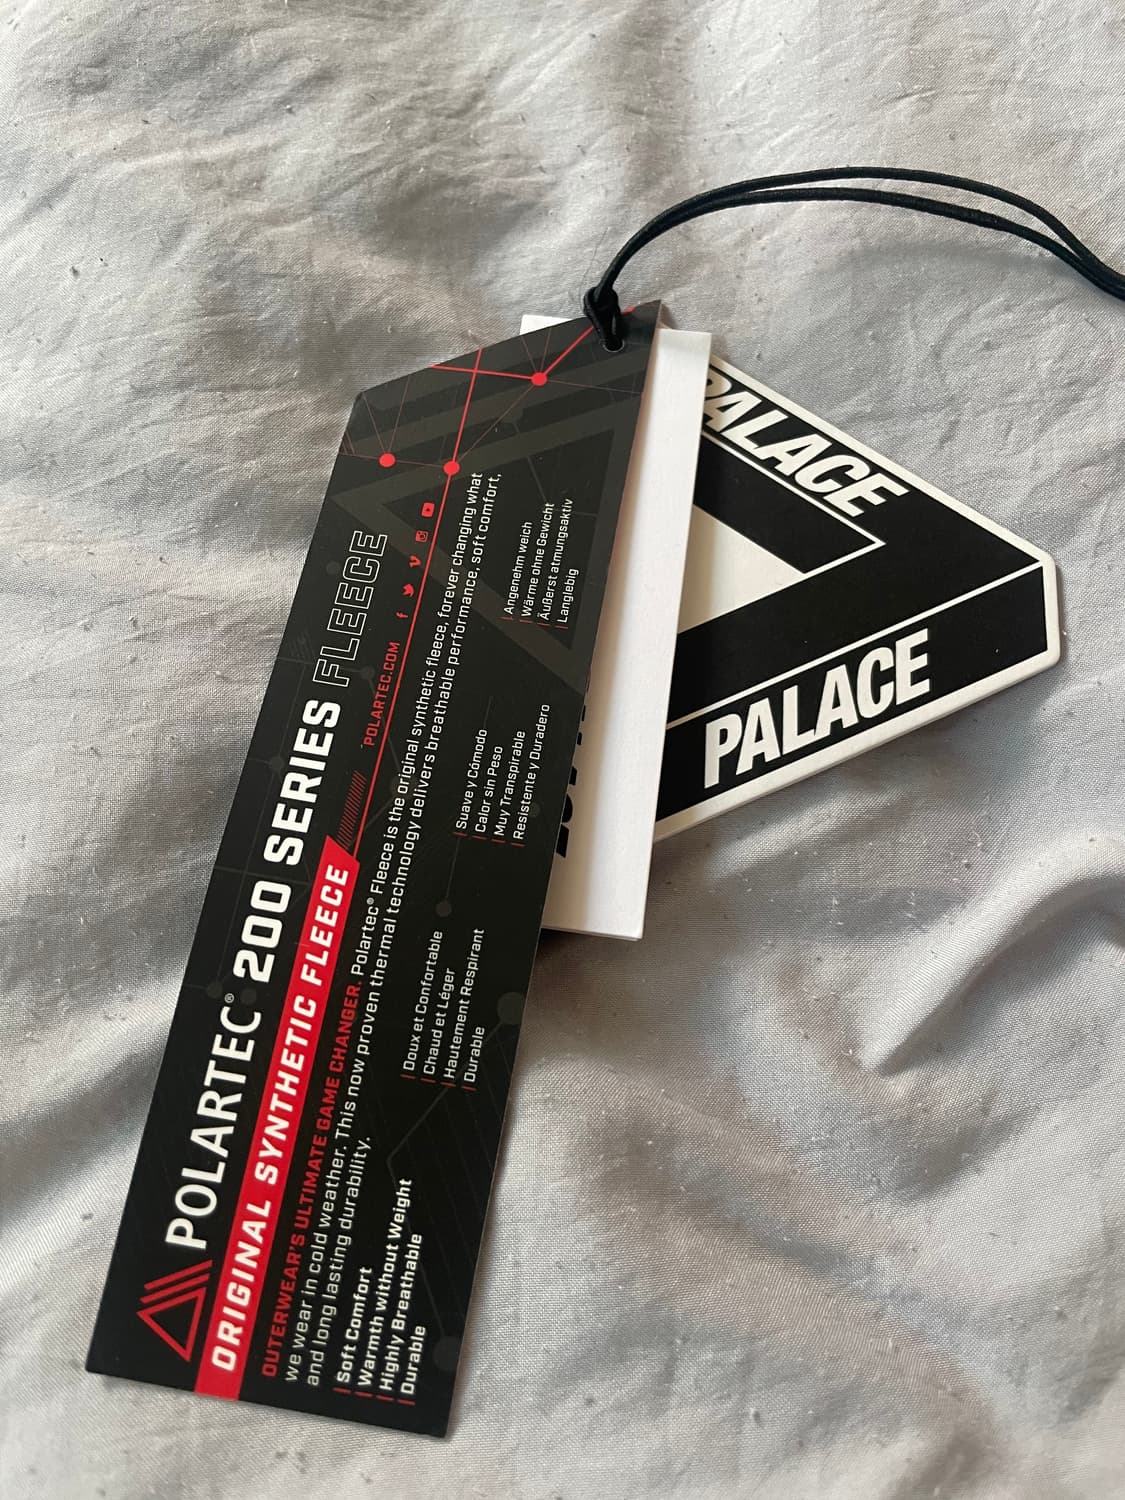 POLARTEC® 200 SERIES FLEECE
ORIGINAL SYNTHETIC FLEECE
POLARTEC.COM
OUTERWEAR'S ULTIMATE GAME CHANGER. Polartec® Fleece is the original synthetic fleece, forever changing what
we wear in cold weather. This now proven thermal technology delivers breathable performance, soft comfort,
and long lasting durability.
Soft Comfort
Warmth without Weight
Highly Breathable
Durable
Doux et Confortable
Chaud et Léger
Hautement Respirant
Durable
Suave y Cómodo
Calor sin Peso
Muy Transpirable
Resistente y Duradero
Angenehm weich
Wärme ohne Gewicht
Äußerst atmungsaktiv
Langlebig
PALACE
PALACE